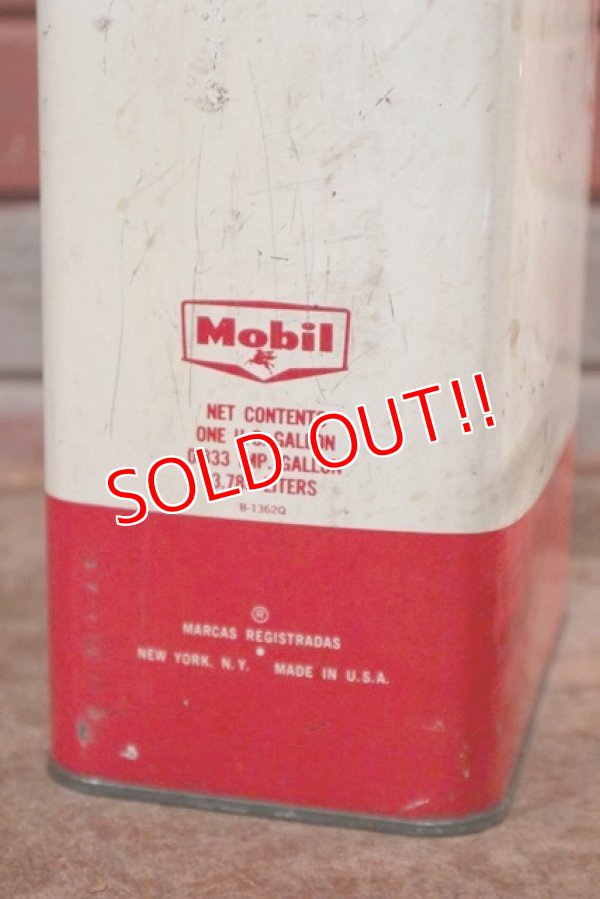 Mobil
NET CONTENTS
ONE U.S. GALLON
IMP. GALLON
LITERS
B-1362Q
SOLD OUT!!
®
MARCAS REGISTRADAS
NEW YORK, N.Y. • MADE IN U.S.A.